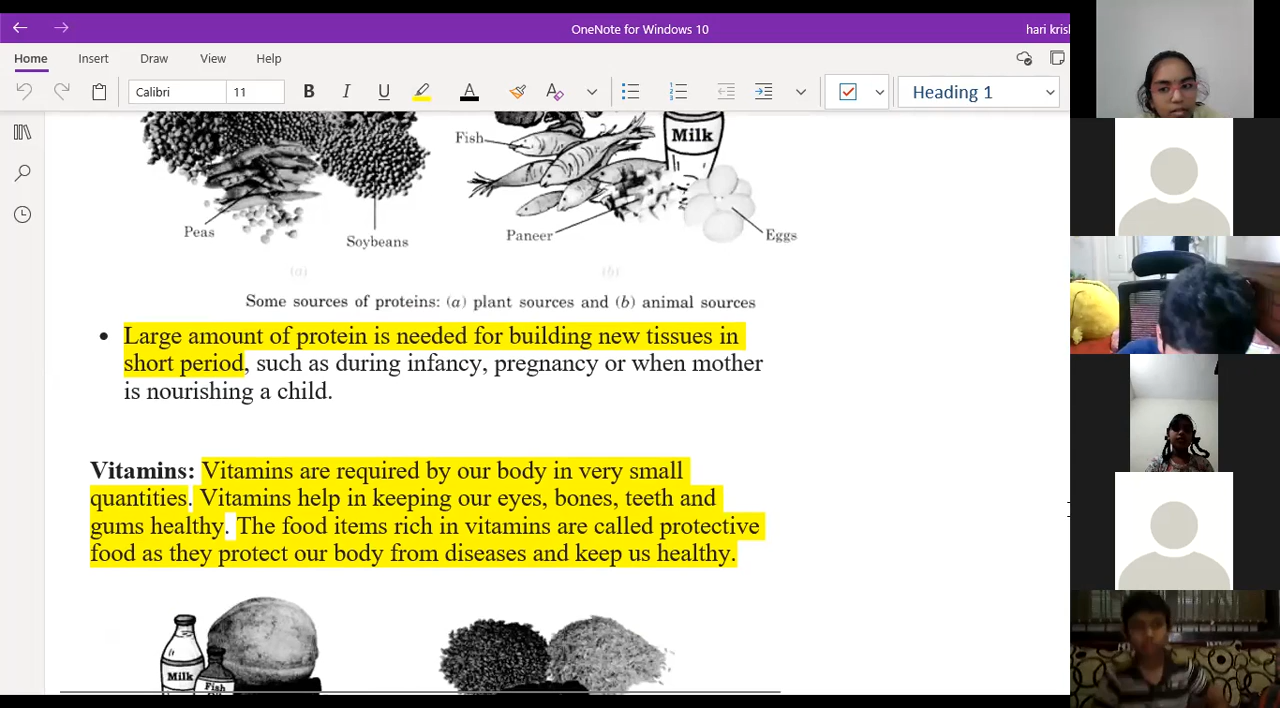 OneNote for Windows 10
hari krish
Home Insert Draw View Help
Calibri 11 B I U A Heading 1
Fish
Milk
Peas
Soybeans
Paneer
Eggs
(a) (b)
Some sources of proteins: (a) plant sources and (b) animal sources
• Large amount of protein is needed for building new tissues in
short period, such as during infancy, pregnancy or when mother
is nourishing a child.
Vitamins: Vitamins are required by our body in very small
quantities. Vitamins help in keeping our eyes, bones, teeth and
gums healthy. The food items rich in vitamins are called protective
food as they protect our body from diseases and keep us healthy.
Milk
Fish